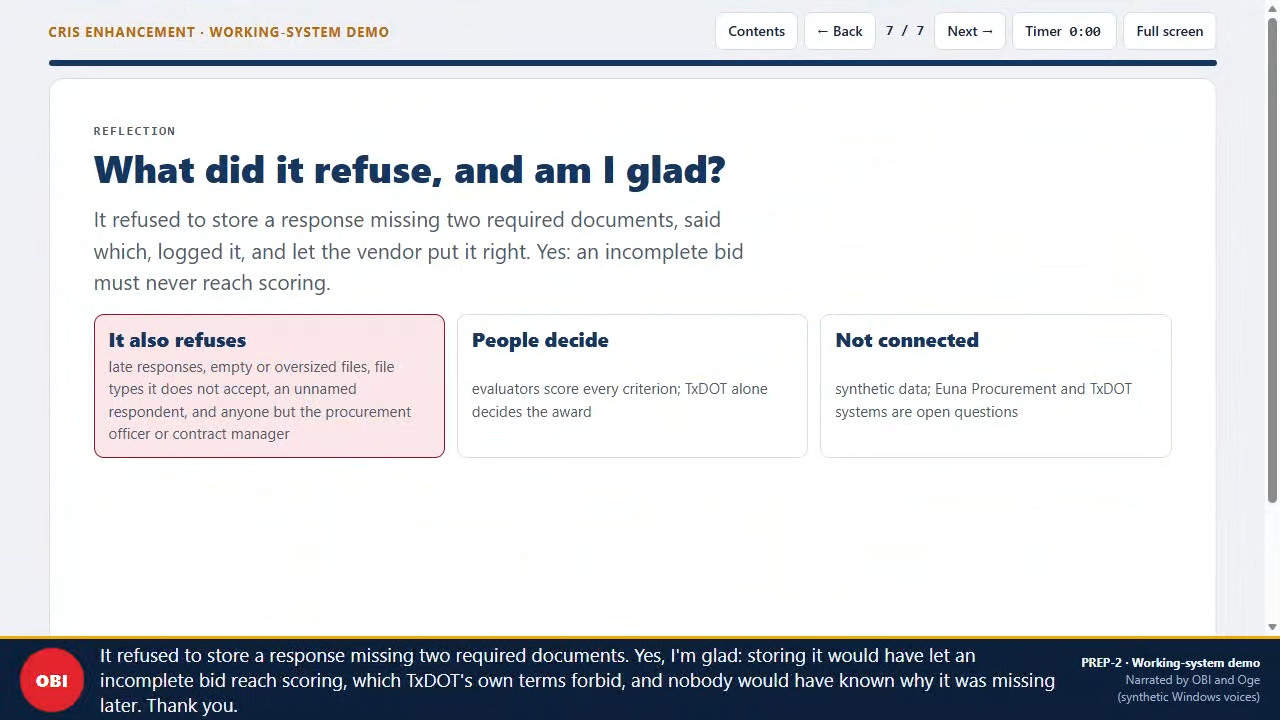 CRIS ENHANCEMENT · WORKING-SYSTEM DEMO
Contents
← Back
7 / 7
Next →
Timer 0:00
Full screen
REFLECTION
What did it refuse, and am I glad?
It refused to store a response missing two required documents, said
which, logged it, and let the vendor put it right. Yes: an incomplete bid
must never reach scoring.
It also refuses
late responses, empty or oversized files, file
types it does not accept, an unnamed
respondent, and anyone but the procurement
officer or contract manager
People decide
evaluators score every criterion; TxDOT alone
decides the award
Not connected
synthetic data; Euna Procurement and TxDOT
systems are open questions
OBI
It refused to store a response missing two required documents. Yes, I'm glad: storing it would have let an
incomplete bid reach scoring, which TxDOT's own terms forbid, and nobody would have known why it was missing
later. Thank you.
PREP-2 · Working-system demo
Narrated by OBI and Oge
(synthetic Windows voices)